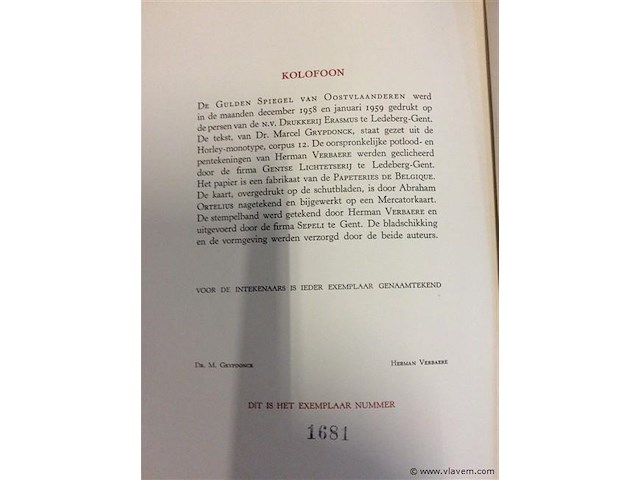 KOLOFOON
De Gulden Spiegel van Oostvlaanderen werd
in de maanden december 1958 en januari 1959 gedrukt op
de persen van de n.v. Drukkerij Erasmus te Ledeberg-Gent.
De tekst, van Dr. Marcel Grypdonck, staat gezet uit de
Horley-monotype, corpus 12. De oorspronkelijke potlood- en
pentekeningen van Herman Verbaere werden geclicheerd
door de firma Gentse Lichtetserij te Ledeberg-Gent.
Het papier is een fabrikaat van de Papeteries de Belgique.
De kaart, overgedrukt op de schutbladen, is door Abraham
Ortelius nagetekend en bijgewerkt op een Mercatorkaart.
De stempelband werd getekend door Herman Verbaere en
uitgevoerd door de firma Sepeli te Gent. De bladschikking
en de vormgeving werden verzorgd door de beide auteurs.
VOOR DE INTEKENAARS IS IEDER EXEMPLAAR GENAAMTEKEND
Dr. M. Grypdonck
Herman Verbaere
DIT IS HET EXEMPLAAR NUMMER
1681
© www.vlavem.com